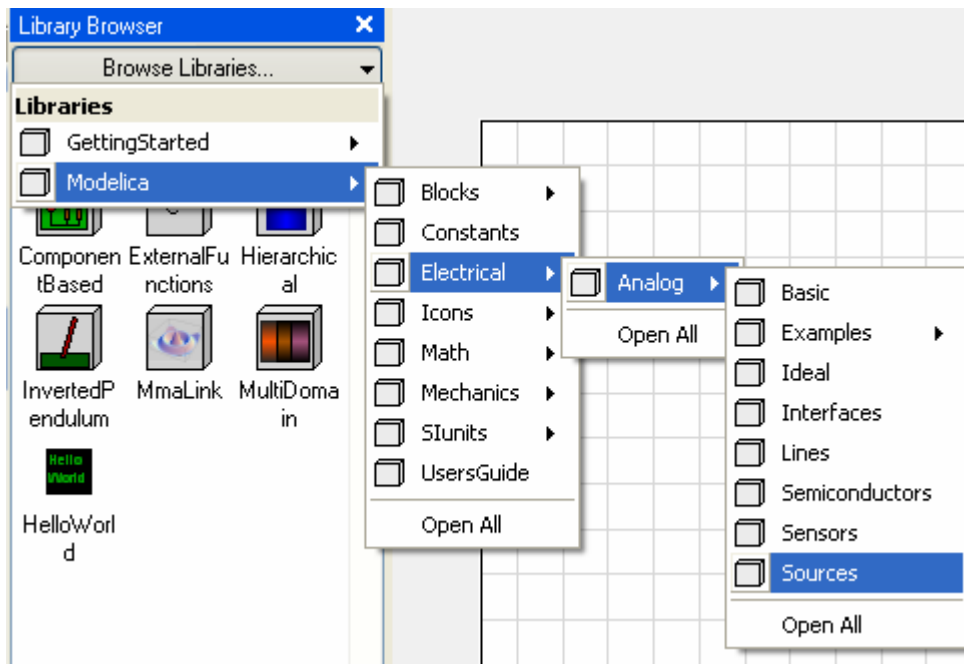 Library Browser
Browse Libraries...
Libraries
GettingStarted
Modelica
Componen
tBased
ExternalFu
nctions
Hierarchic
al
InvertedP
endulum
MmaLink
MultiDoma
in
Hello
World
HelloWorl
d
Blocks
Constants
Electrical
Icons
Math
Mechanics
SIunits
UsersGuide
Open All
Analog
Open All
Basic
Examples
Ideal
Interfaces
Lines
Semiconductors
Sensors
Sources
Open All